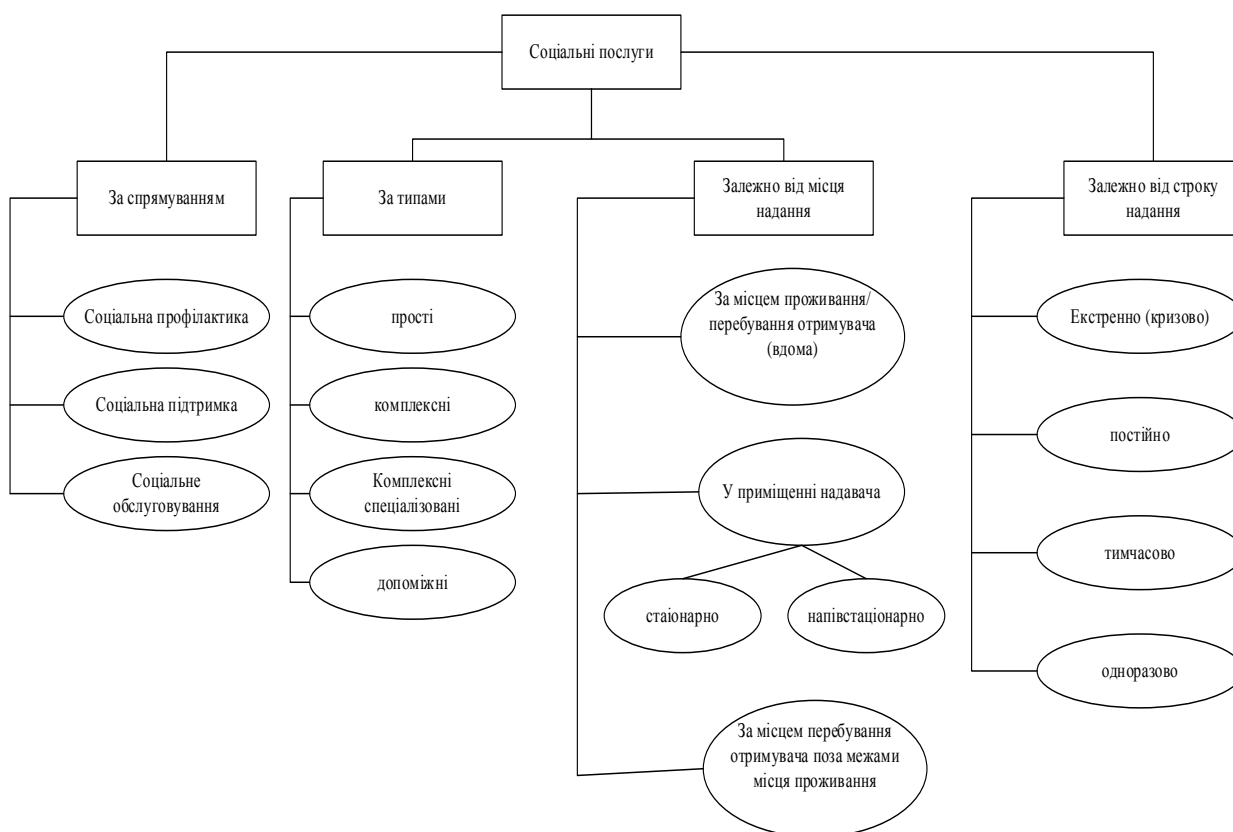 Соціальні послуги
За спрямуванням
За типами
Залежно від місця
надання
Залежно від строку
надання
Соціальна профілактика
Соціальна підтримка
Соціальне
обслуговування
прості
комплексні
Комплексні
спеціалізовані
допоміжні
За місцем проживання/
перебування отримувача
(вдома)
У приміщенні надавача
стаіонарно
напівстаціонарно
За місцем перебування
отримувача поза межами
місця проживання
Екстренно (кризово)
постійно
тимчасово
одноразово